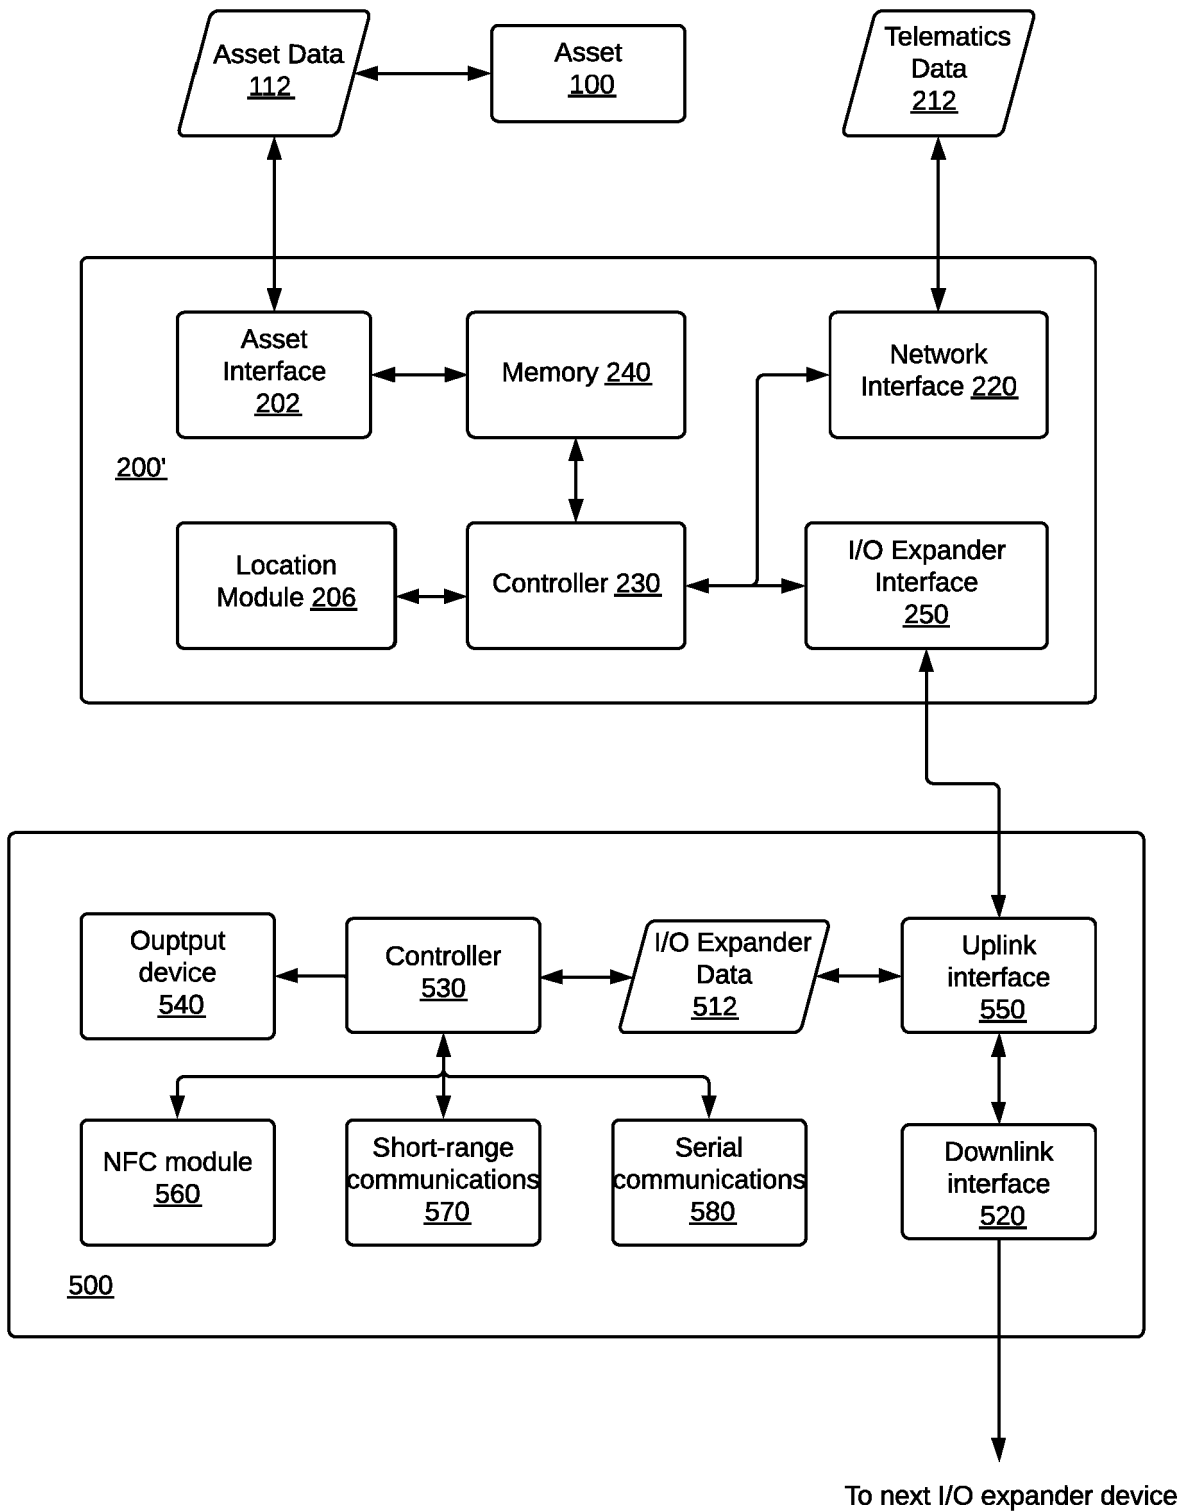 Asset Data
112
Asset
100
Telematics
Data
212
Asset
Interface
202
Memory 240
Network
Interface 220
200'
Location
Module 206
Controller 230
I/O Expander
Interface
250
Ouptput
device
540
Controller
530
I/O Expander
Data
512
Uplink
interface
550
NFC module
560
Short-range
communications
570
Serial
communications
580
Downlink
interface
520
500
To next I/O expander device